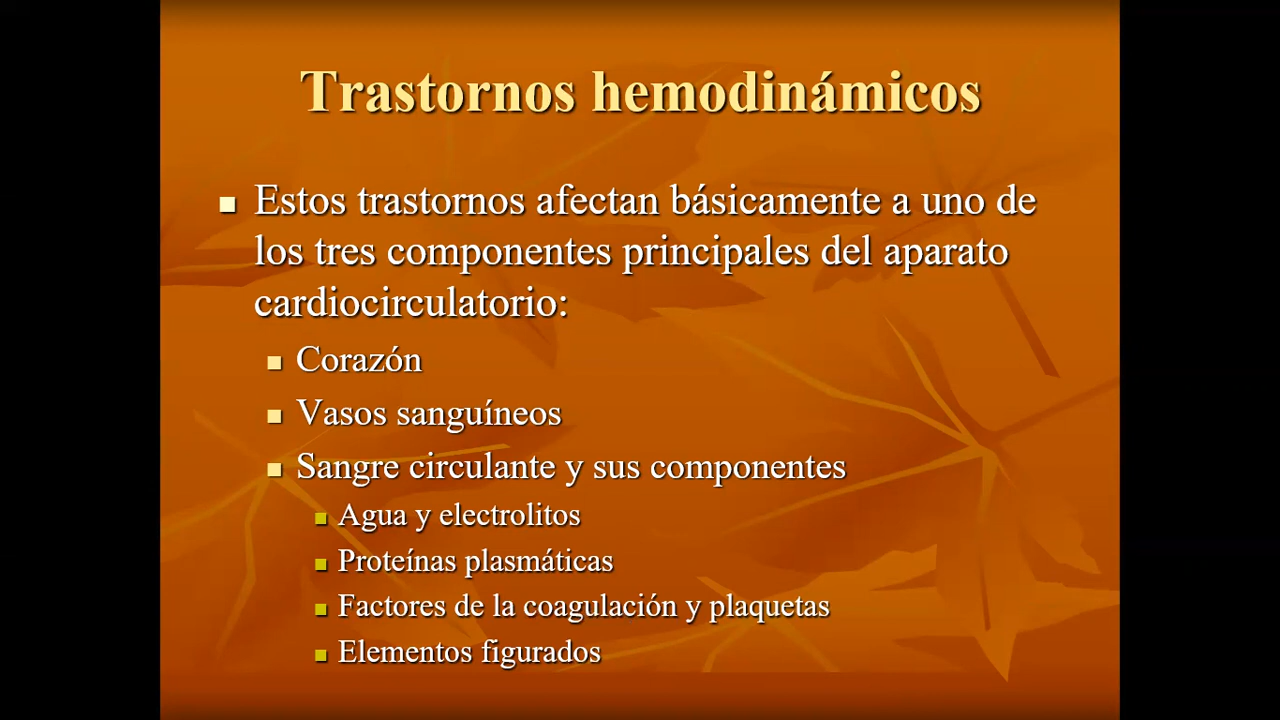 Trastornos hemodinámicos
Estos trastornos afectan básicamente a uno de
los tres componentes principales del aparato
cardiocirculatorio:
Corazón
Vasos sanguíneos
Sangre circulante y sus componentes
Agua y electrolitos
Proteínas plasmáticas
Factores de la coagulación y plaquetas
Elementos figurados